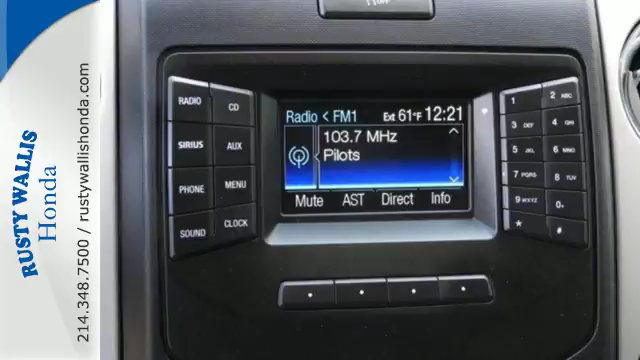 RUSTY WALLIS
Honda
214.348.7500 / rustywallishonda.com
RADIO
CD
SIRIUS
AUX
PHONE
MENU
SOUND
CLOCK
Radio < FM1
Ext 61°F 12:21
103.7 MHz
Pilots
Mute AST Direct Info
1
2 ABC
3 DEF
4 GHI
5 JKL
6 MNO
7 PQRS
8 TUV
9 WXYZ
0+
*
#